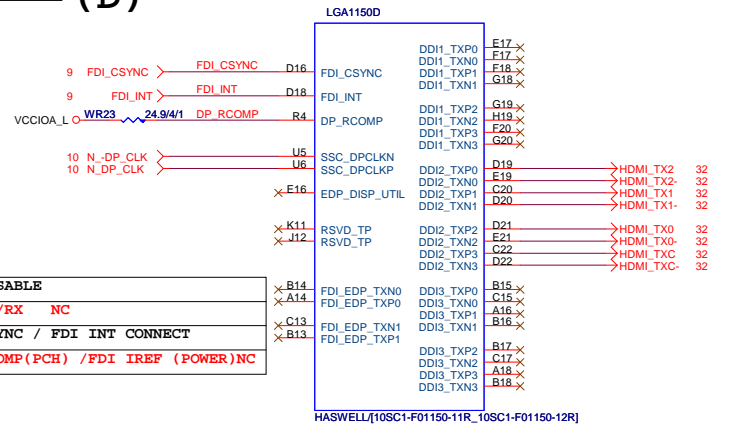 (D)
LGA1150D
9 FDI_CSYNC FDI_CSYNC D16 FDI_CSYNC
9 FDI_INT FDI_INT D18 FDI_INT
VCCIOA_L WR23 24.9/4/1 DP_RCOMP R4 DP_RCOMP
10 N_-DP_CLK U5 SSC_DPCLKN
10 N_DP_CLK U6 SSC_DPCLKP
E16 EDP_DISP_UTIL
K11 RSVD_TP
J12 RSVD_TP
B14 FDI_EDP_TXN0
A14 FDI_EDP_TXP0
C13 FDI_EDP_TXN1
B13 FDI_EDP_TXP1
DDI1_TXP0 E17
DDI1_TXN0 F17
DDI1_TXP1 F18
DDI1_TXN1 G18
DDI1_TXP2 G19
DDI1_TXN2 H19
DDI1_TXP3 F20
DDI1_TXN3 G20
DDI2_TXP0 D19 HDMI_TX2 32
DDI2_TXN0 E19 HDMI_TX2- 32
DDI2_TXP1 C20 HDMI_TX1 32
DDI2_TXN1 D20 HDMI_TX1- 32
DDI2_TXP2 D21 HDMI_TX0 32
DDI2_TXN2 E21 HDMI_TX0- 32
DDI2_TXP3 C22 HDMI_TXC 32
DDI2_TXN3 D22 HDMI_TXC- 32
DDI3_TXP0 B15
DDI3_TXN0 C15
DDI3_TXP1 A16
DDI3_TXN1 B16
DDI3_TXP2 B17
DDI3_TXN2 C17
DDI3_TXP3 A18
DDI3_TXN3 B18
SABLE
/RX NC
YNC / FDI INT CONNECT
OMP(PCH) /FDI IREF (POWER)NC
HASWELL/[10SC1-F01150-11R_10SC1-F01150-12R]